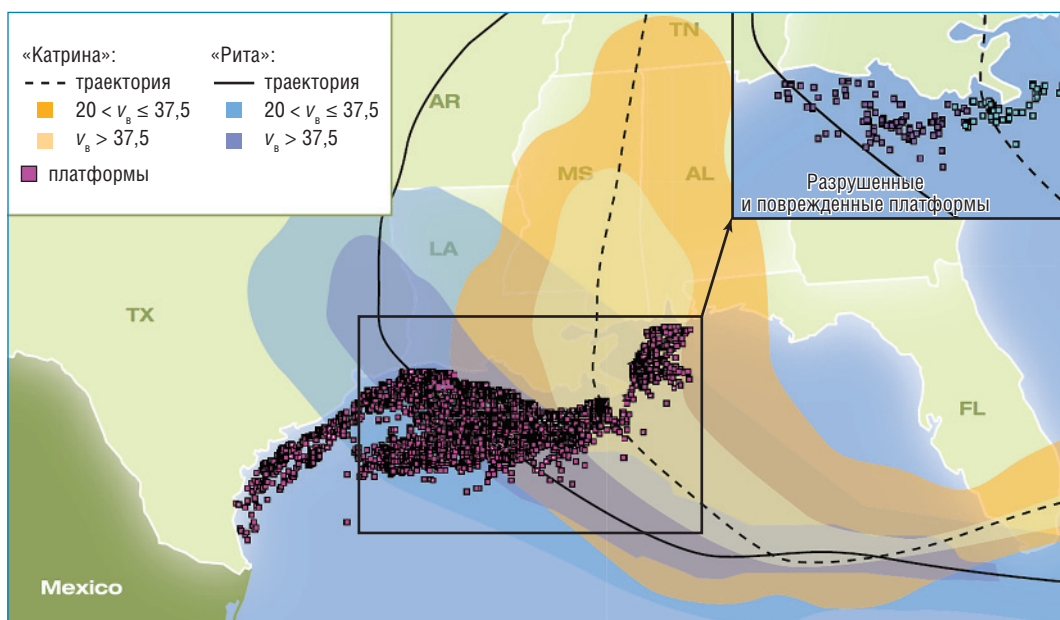 «Катрина»:
траектория
20 < vв ≤ 37,5
vв > 37,5
«Рита»:
траектория
20 < vв ≤ 37,5
vв > 37,5
платформы
TN
AR
MS
AL
LA
TX
FL
Mexico
Разрушенные
и поврежденные платформы